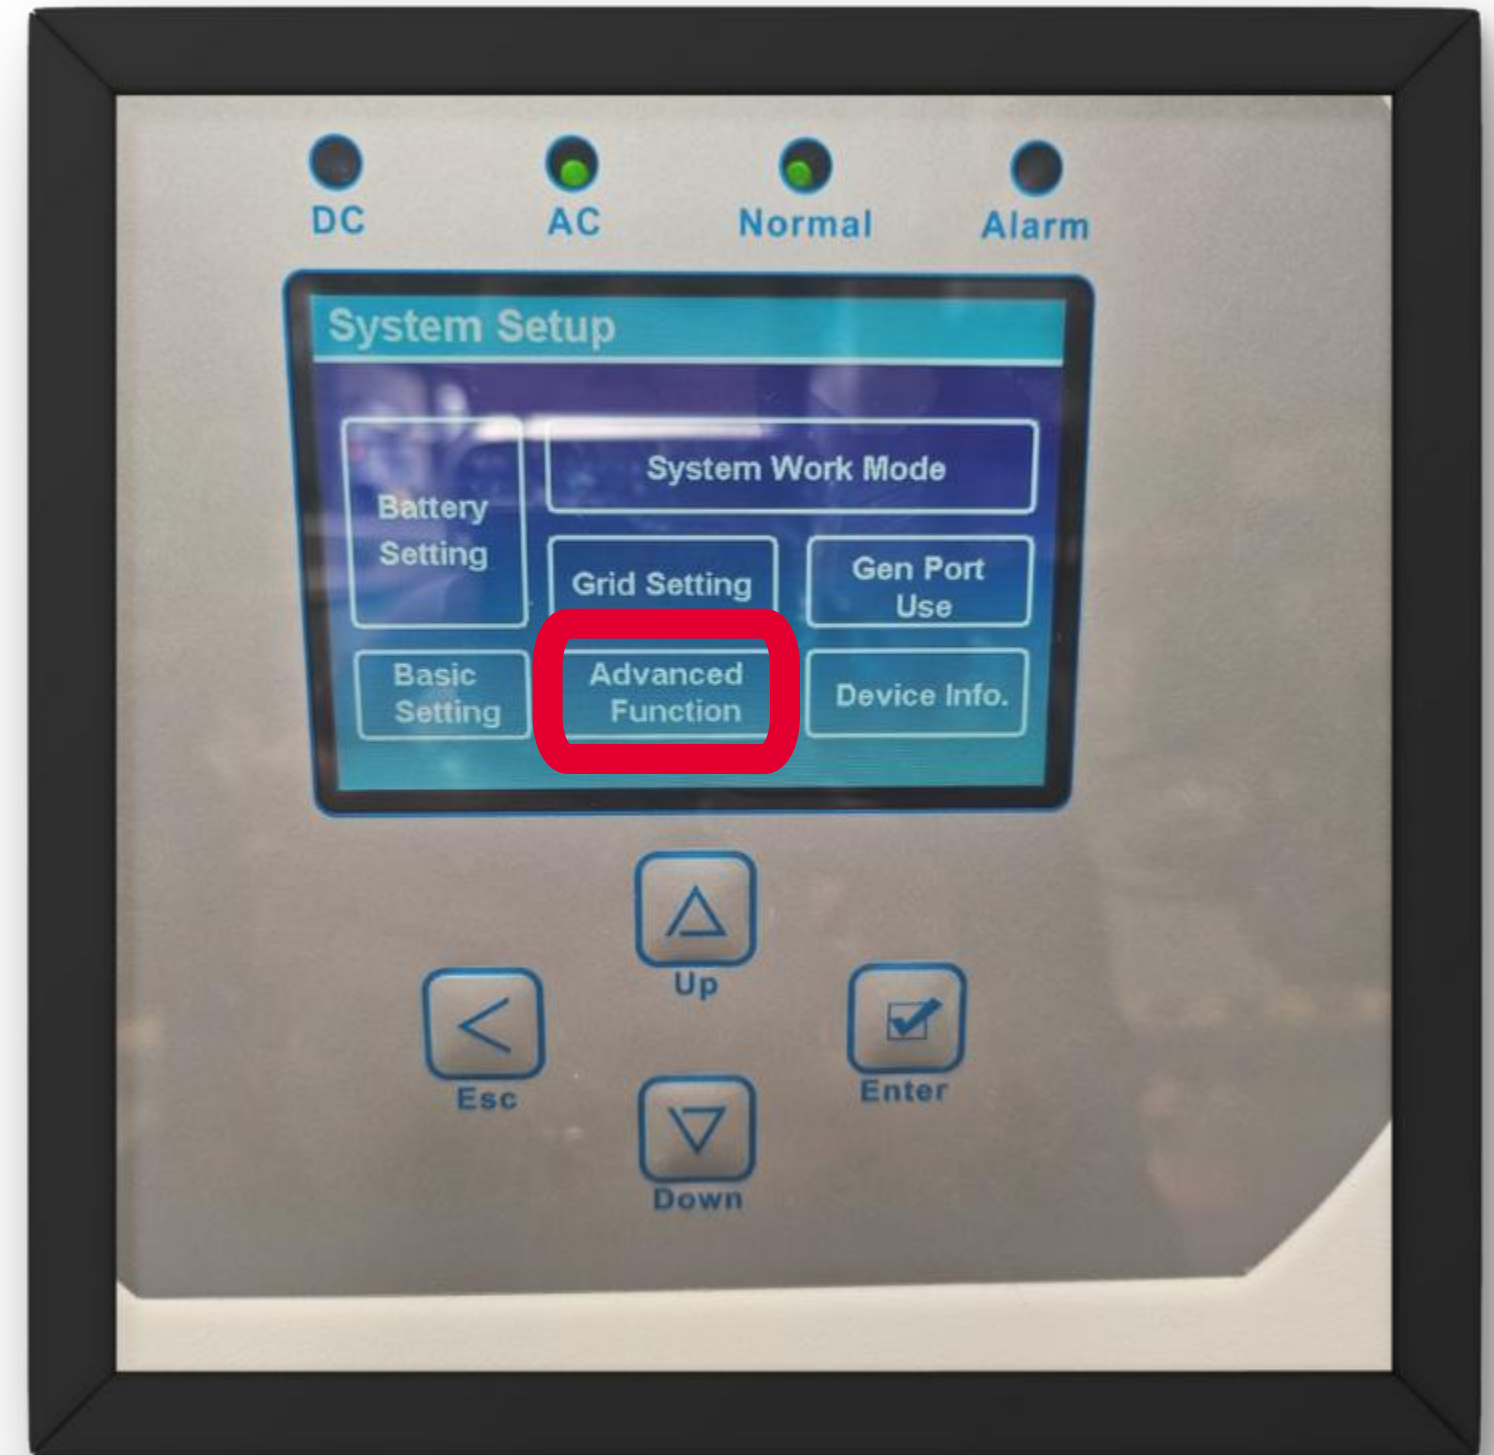 DC
AC
Normal
Alarm
System Setup
Battery
Setting
System Work Mode
Grid Setting
Gen Port
Use
Basic
Setting
Advanced
Function
Device Info.
Up
Esc
Enter
Down